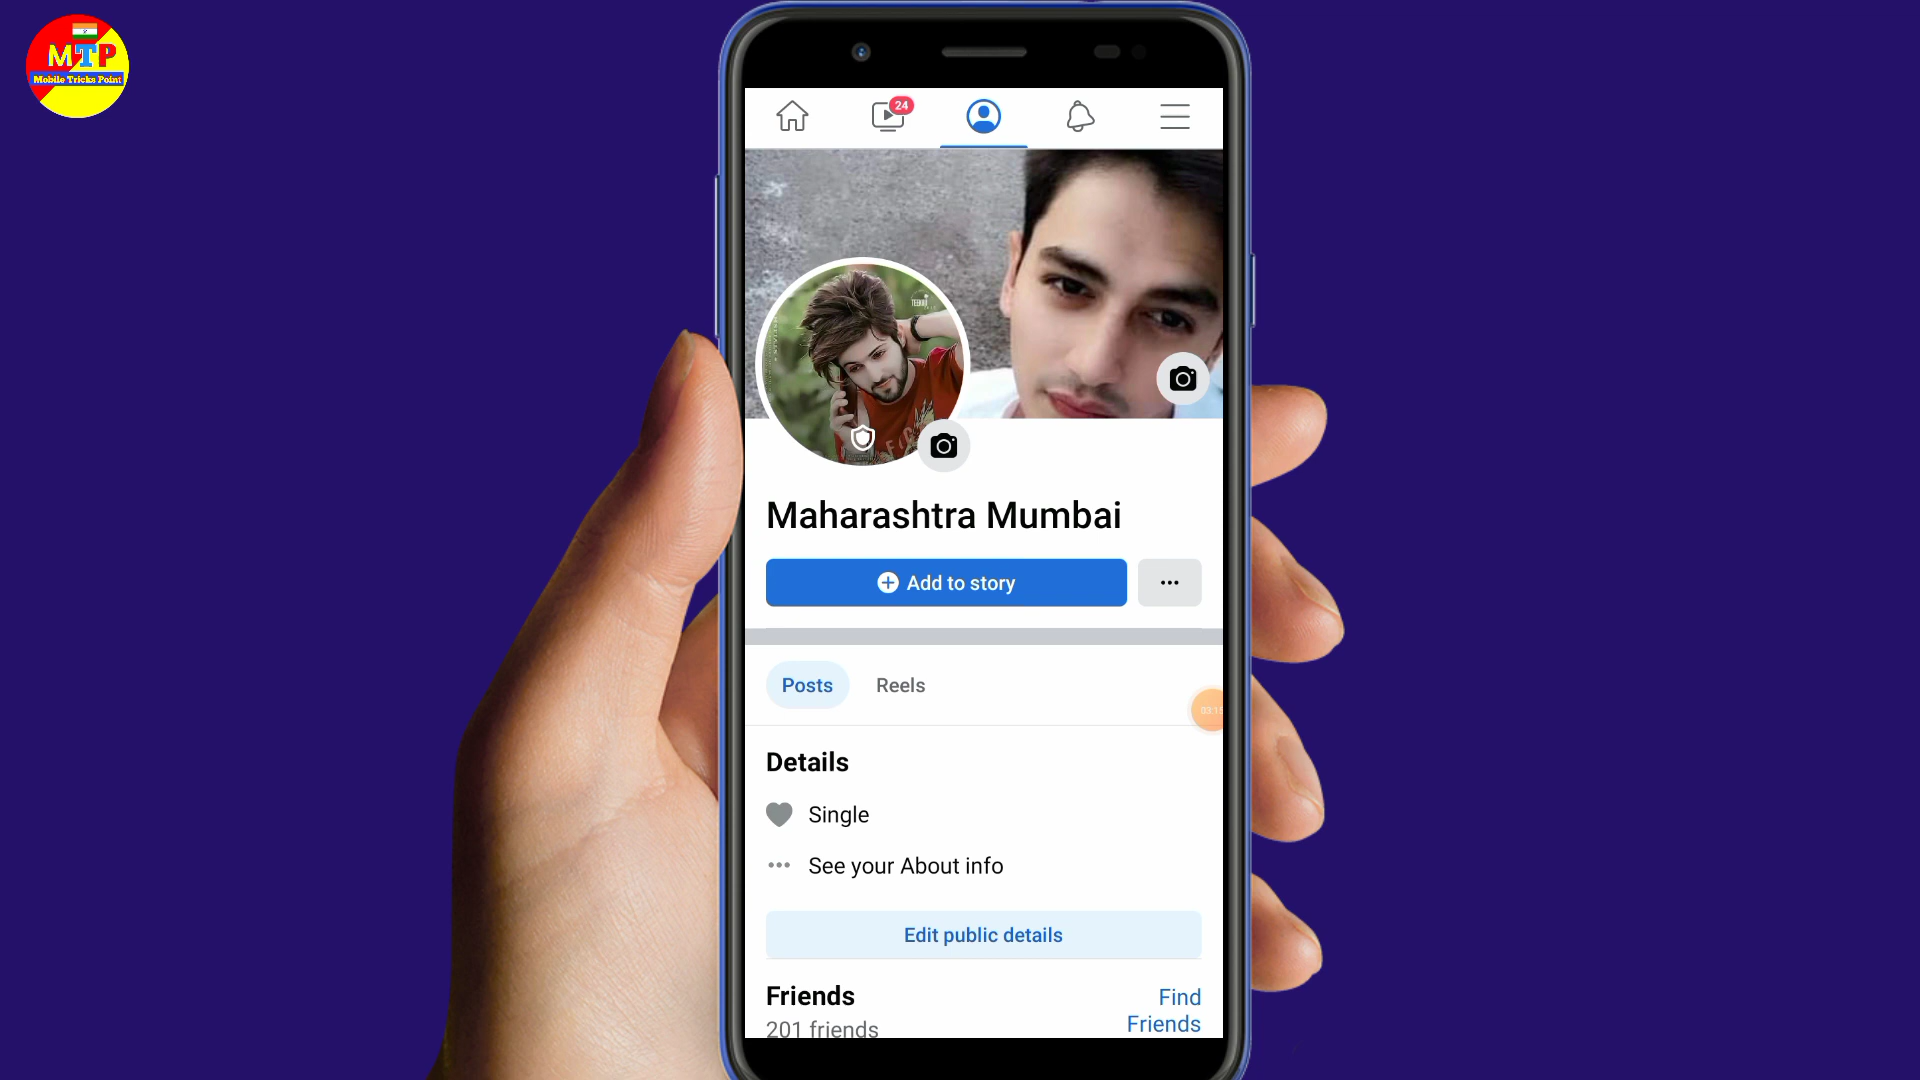 MTP
Mobile Tricks Point
24
Maharashtra Mumbai
Add to story
Posts
Reels
Details
Single
See your About info
Edit public details
Friends
Find
Friends
201 friends